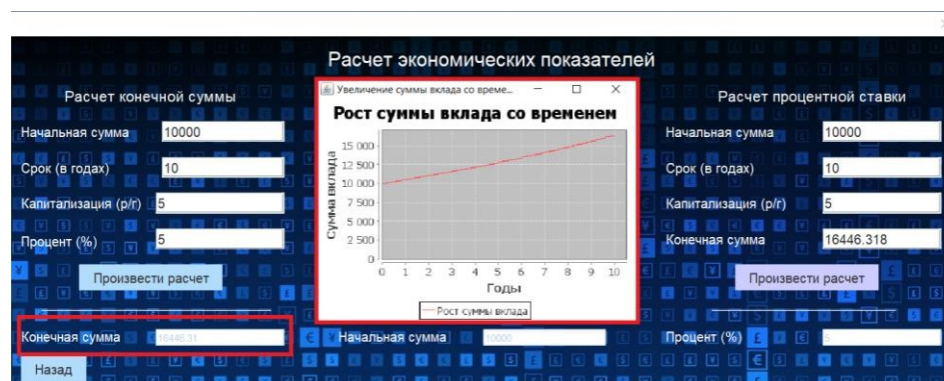 Расчет экономических показателей
Расчет конечной суммы
Начальная сумма 10000
Срок (в годах) 10
Капитализация (р/г) 5
Процент (%) 5
Произвести расчет
Конечная сумма 16446.31
Назад
Увеличение суммы вклада со време...
Рост суммы вклада со временем
Сумма вклада
15 000
12 500
10 000
7 500
5 000
2 500
0
0 1 2 3 4 5 6 7 8 9 10
Годы
Рост суммы вклада
Начальная сумма 10000
Расчет процентной ставки
Начальная сумма 10000
Срок (в годах) 10
Капитализация (р/г) 5
Конечная сумма 16446.318
Произвести расчет
Процент (%) 5